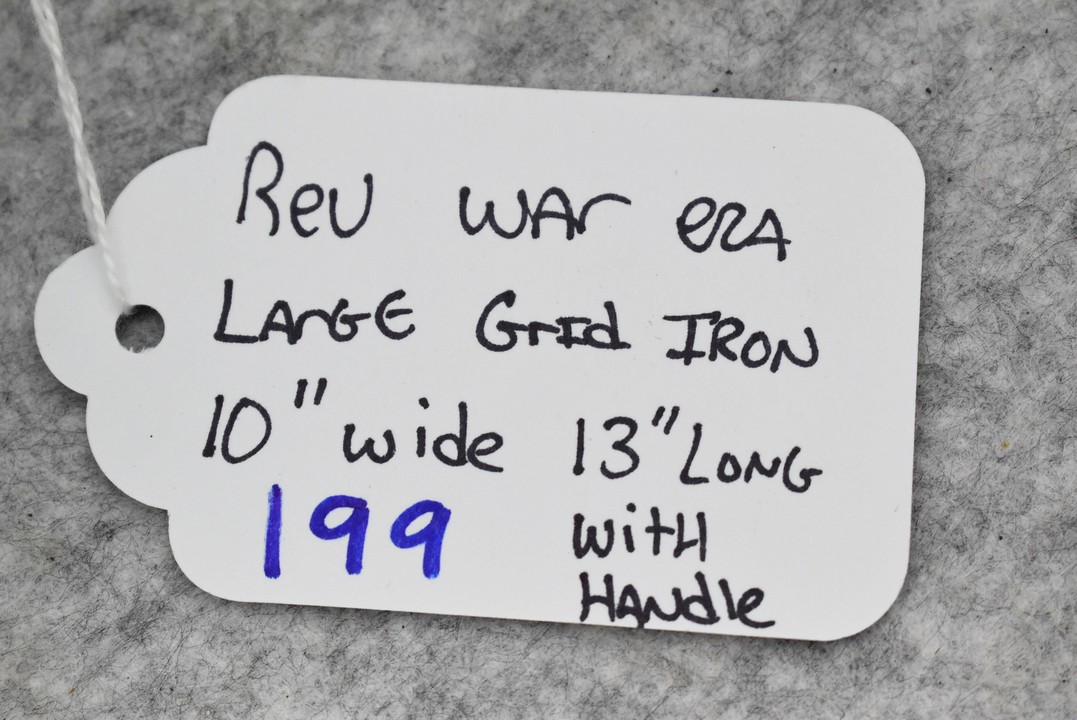 Rev war era
Large Grid Iron
10" wide 13" Long
199 with
Handle